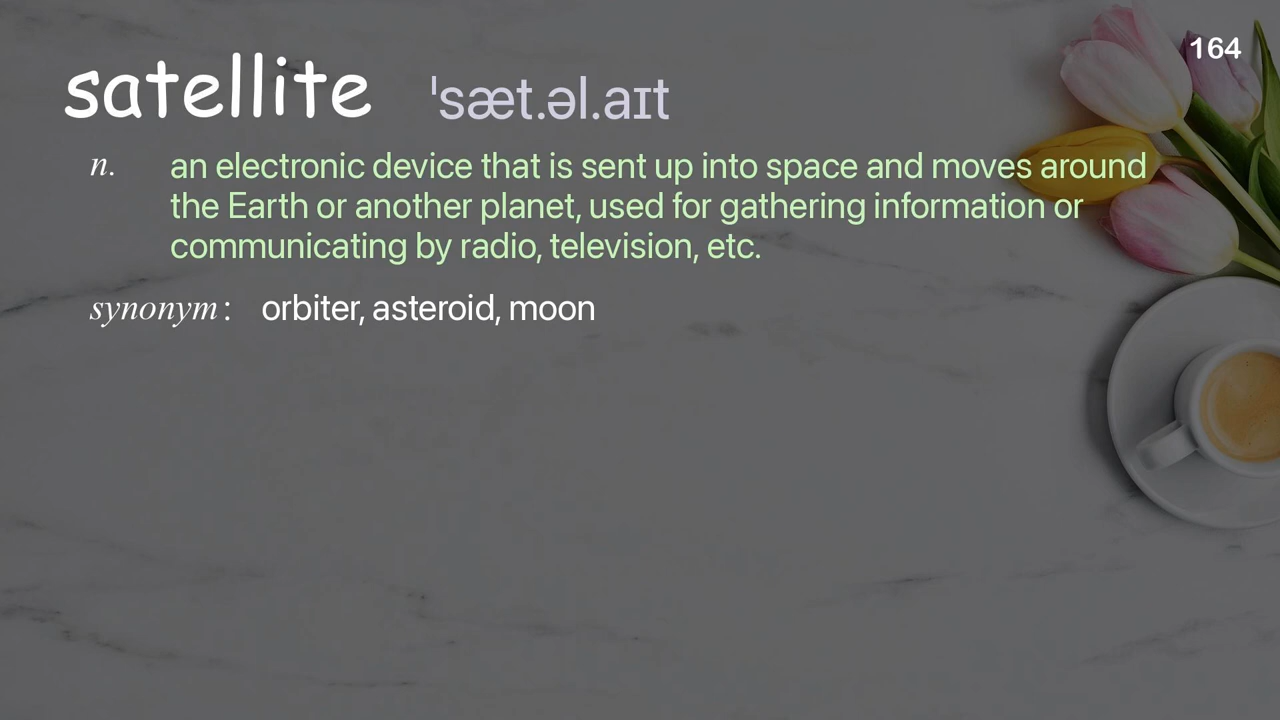 164
satellite ˈsæt.əl.aɪt
n. an electronic device that is sent up into space and moves around
the Earth or another planet, used for gathering information or
communicating by radio, television, etc.
synonym: orbiter, asteroid, moon